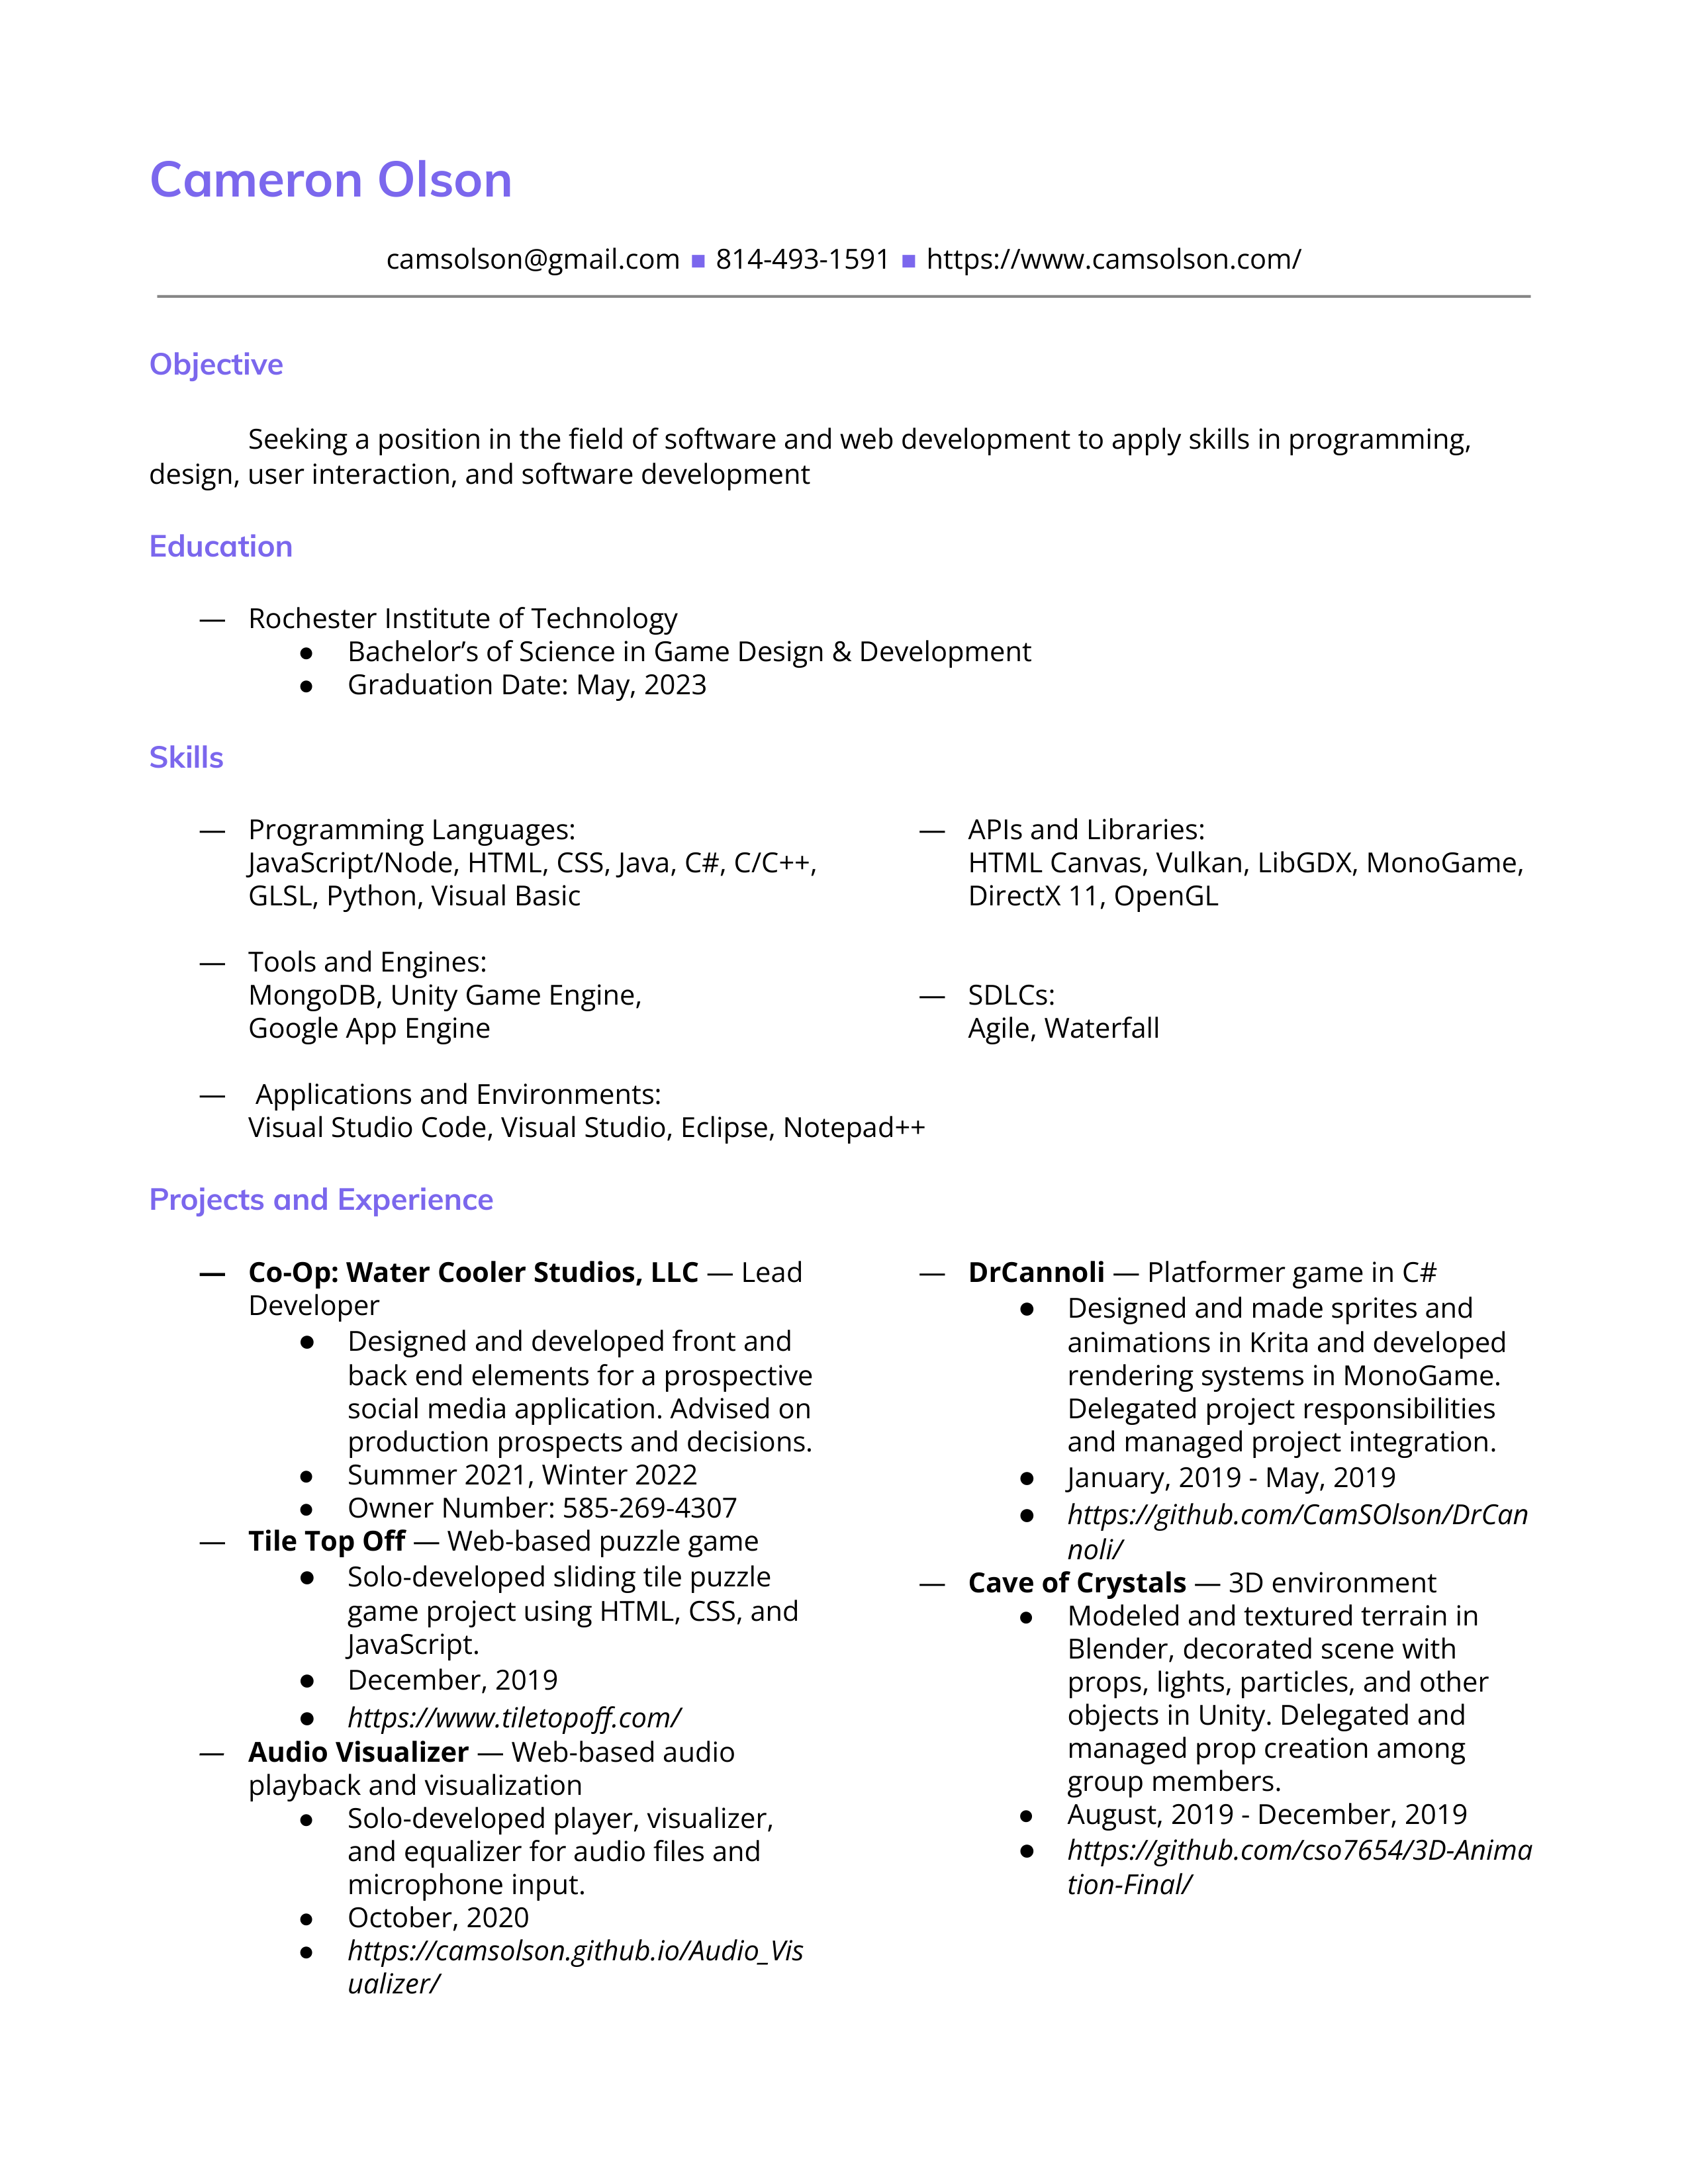 Cameron Olson
camsolson@gmail.com ■ 814-493-1591 ■ https://www.camsolson.com/
Objective
Seeking a position in the field of software and web development to apply skills in programming,
design, user interaction, and software development
Education
— Rochester Institute of Technology
● Bachelor’s of Science in Game Design & Development
● Graduation Date: May, 2023
Skills
— Programming Languages:
JavaScript/Node, HTML, CSS, Java, C#, C/C++,
GLSL, Python, Visual Basic
— Tools and Engines:
MongoDB, Unity Game Engine,
Google App Engine
— APIs and Libraries:
HTML Canvas, Vulkan, LibGDX, MonoGame,
DirectX 11, OpenGL
— SDLCs:
Agile, Waterfall
— Applications and Environments:
Visual Studio Code, Visual Studio, Eclipse, Notepad++
Projects and Experience
— Co-Op: Water Cooler Studios, LLC — Lead
Developer
● Designed and developed front and
back end elements for a prospective
social media application. Advised on
production prospects and decisions.
● Summer 2021, Winter 2022
● Owner Number: 585-269-4307
— Tile Top Off — Web-based puzzle game
● Solo-developed sliding tile puzzle
game project using HTML, CSS, and
JavaScript.
● December, 2019
● https://www.tiletopoff.com/
— Audio Visualizer — Web-based audio
playback and visualization
● Solo-developed player, visualizer,
and equalizer for audio files and
microphone input.
● October, 2020
● https://camsolson.github.io/Audio_Vis
ualizer/
— DrCannoli — Platformer game in C#
● Designed and made sprites and
animations in Krita and developed
rendering systems in MonoGame.
Delegated project responsibilities
and managed project integration.
● January, 2019 - May, 2019
● https://github.com/CamSOlson/DrCan
noli/
— Cave of Crystals — 3D environment
● Modeled and textured terrain in
Blender, decorated scene with
props, lights, particles, and other
objects in Unity. Delegated and
managed prop creation among
group members.
● August, 2019 - December, 2019
● https://github.com/cso7654/3D-Anima
tion-Final/